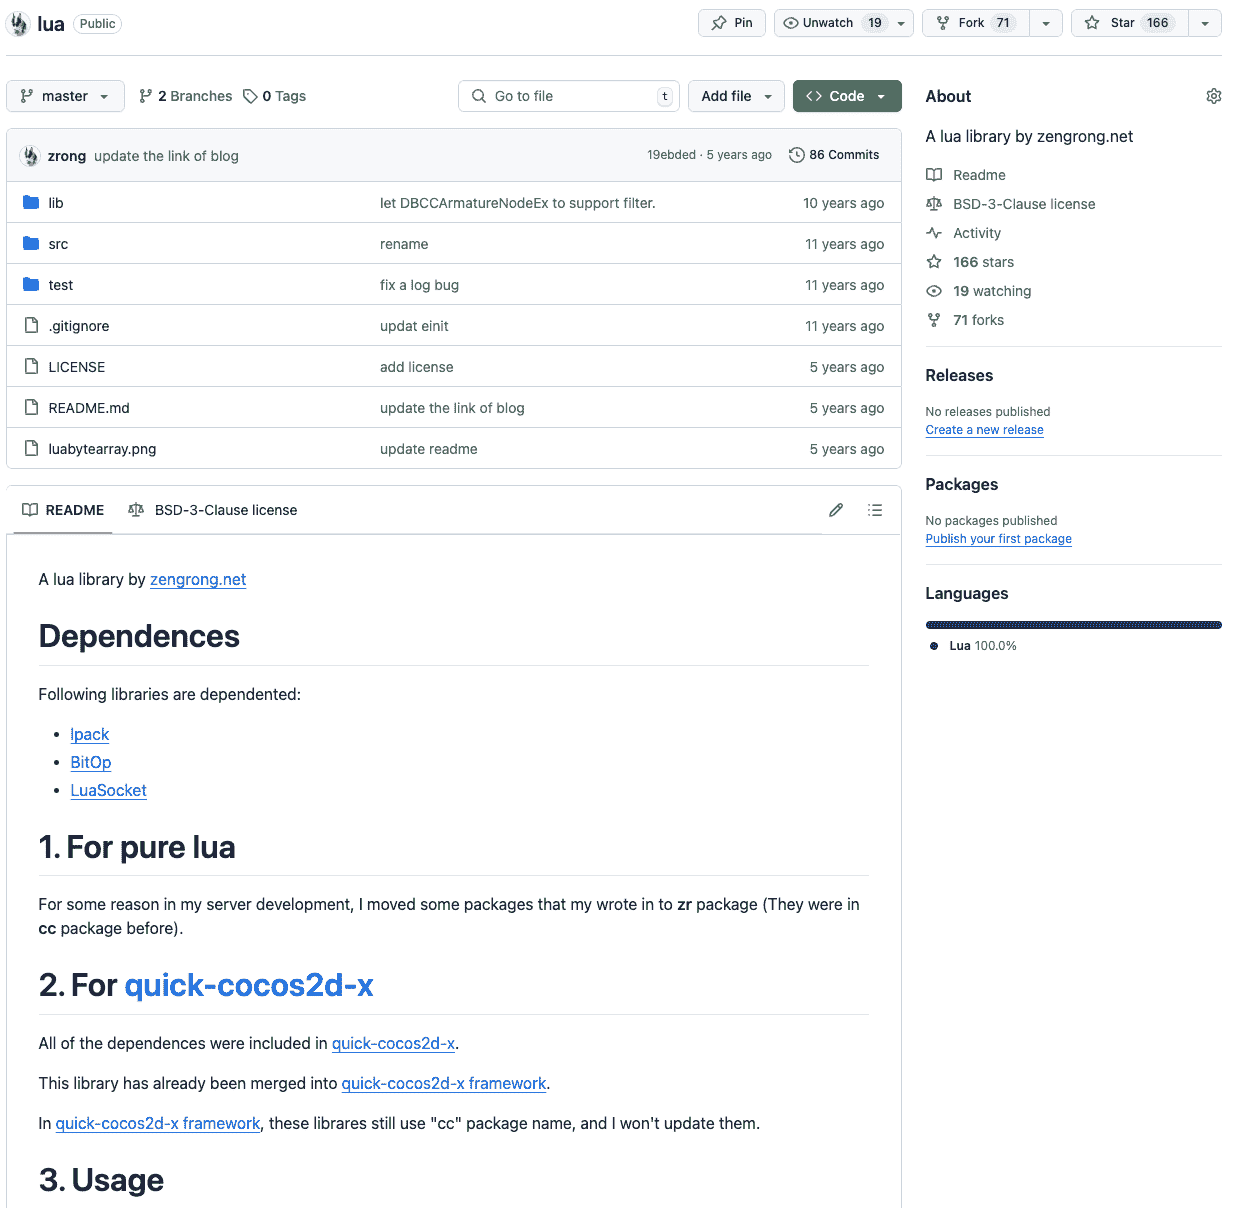 lua Public Pin Unwatch 19 Fork 71 Star 166
master 2 Branches 0 Tags Go to file t Add file Code
zrong update the link of blog 19ebded · 5 years ago 86 Commits
lib let DBCCArmatureNodeEx to support filter. 10 years ago
src rename 11 years ago
test fix a log bug 11 years ago
.gitignore updat einit 11 years ago
LICENSE add license 5 years ago
README.md update the link of blog 5 years ago
luabytearray.png update readme 5 years ago
README BSD-3-Clause license
A lua library by zengrong.net
Dependences
Following libraries are dependented:
• lpack
• BitOp
• LuaSocket
1. For pure lua
For some reason in my server development, I moved some packages that my wrote in to zr package (They were in
cc package before).
2. For quick-cocos2d-x
All of the dependences were included in quick-cocos2d-x.
This library has already been merged into quick-cocos2d-x framework.
In quick-cocos2d-x framework, these librares still use "cc" package name, and I won't update them.
3. Usage
About
A lua library by zengrong.net
Readme
BSD-3-Clause license
Activity
166 stars
19 watching
71 forks
Releases
No releases published
Create a new release
Packages
No packages published
Publish your first package
Languages
Lua 100.0%